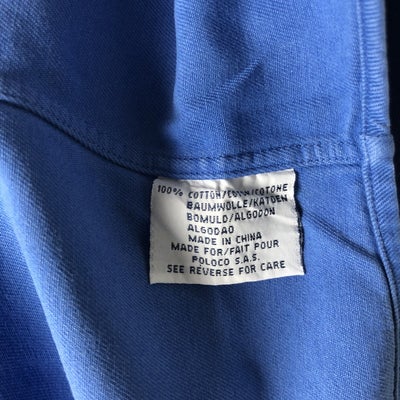 100% COTTON/COTON/COTONE
BAUMWOLLE/KATOEN
BOMULD/ALGODON
ALGODAO
MADE IN CHINA
MADE FOR/FAIT POUR
POLOCO S.A.S.
SEE REVERSE FOR CARE